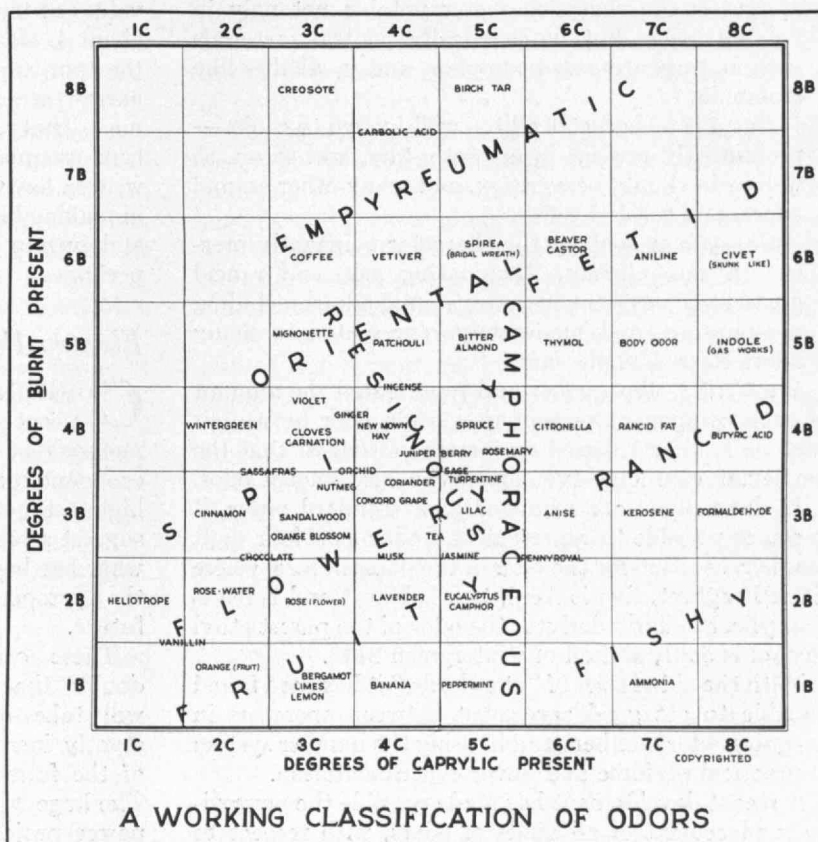 1C 2C 3C 4C 5C 6C 7C 8C
8B CREOSOTE BIRCH TAR 8B
CARBOLIC ACID
EMPYREUMATIC
7B 7B
FETID
6B COFFEE VETIVER SPIREA BEAVER ANILINE CIVET 6B
(BRIDAL WREATH) CASTOR (SKUNK LIKE)
ORIENTAL
MIGNONETTE
5B PATCHOULI BITTER THYMOL BODY ODOR INDOLE 5B
ALMOND (GAS WORKS)
RESINOUS
INCENSE
VIOLET
GINGER
4B WINTERGREEN CLOVES NEW MOWN SPRUCE CITRONELLA RANCID FAT BUTYRIC ACID 4B
CARNATION HAY
JUNIPER BERRY ROSEMARY
RANCID
SASSAFRAS ORCHID SAGE
NUTMEG CORIANDER TURPENTINE
CONCORD GRAPE
3B CINNAMON SANDALWOOD LILAC ANISE KEROSENE FORMALDEHYDE 3B
SPICY
ORANGE BLOSSOM TEA
CHOCOLATE MUSK JASMINE PENNYROYAL
FLOWERY
ROSE-WATER
2B HELIOTROPE ROSE (FLOWER) LAVENDER EUCALYPTUS 2B
CAMPHOR
VANILLIN
MOSSY
CAMPHORACEOUS
FISHY
ORANGE (FRUIT)
1B BERGAMOT BANANA PEPPERMINT AMMONIA 1B
LIMES
LEMON
FRUITY
1C 2C 3C 4C 5C 6C 7C 8C
DEGREES OF BURNT PRESENT
DEGREES OF CAPRYLIC PRESENT
COPYRIGHTED
A WORKING CLASSIFICATION OF ODORS